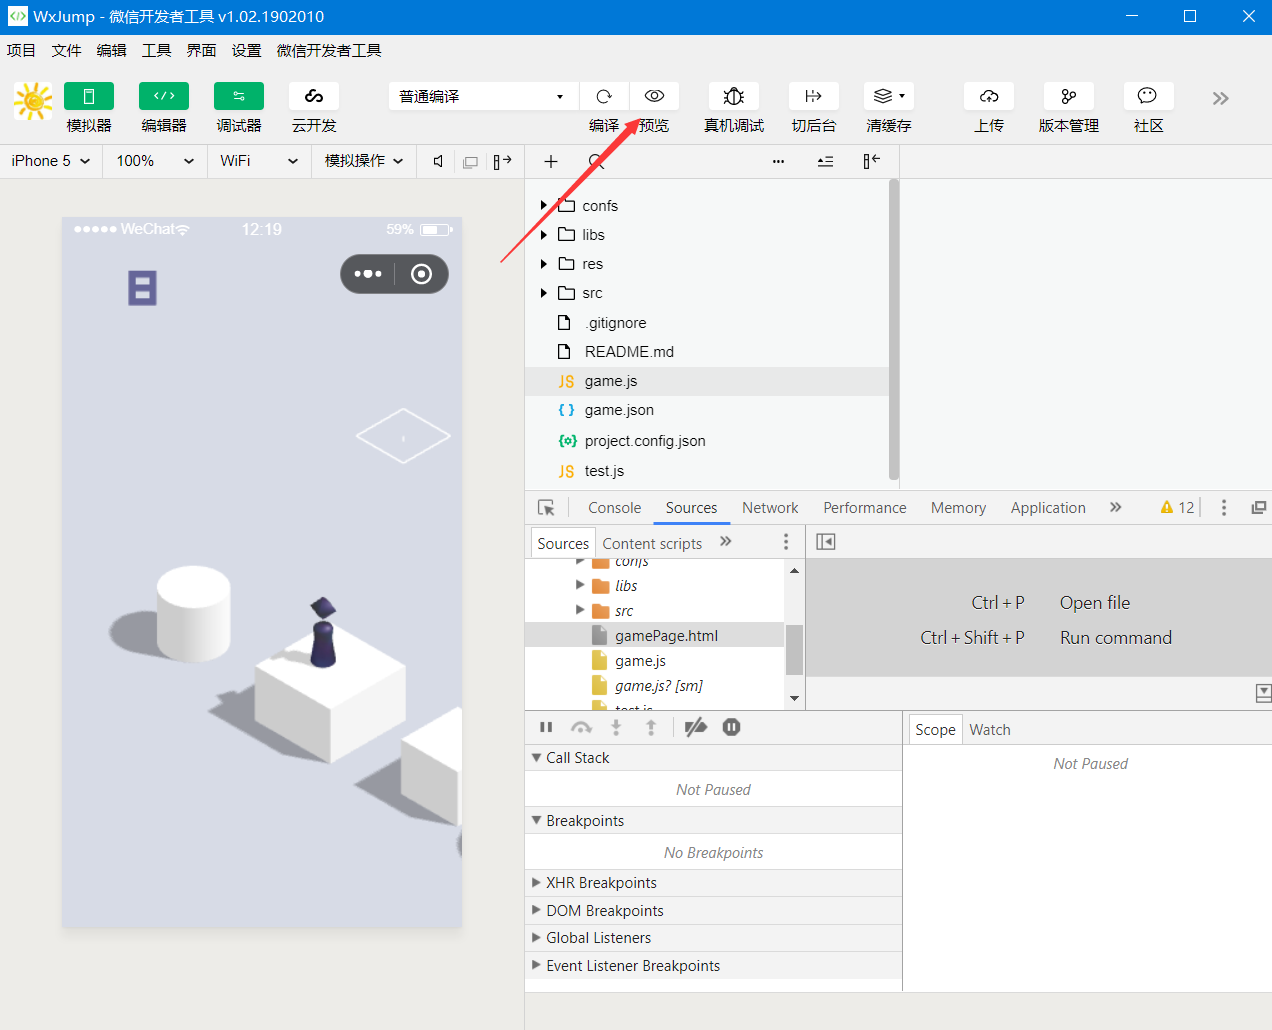 WxJump - 微信开发者工具 v1.02.1902010
项目 文件 编辑 工具 界面 设置 微信开发者工具
普通编译
模拟器 编辑器 调试器 云开发 编译 预览 真机调试 切后台 清缓存 上传 版本管理 社区
iPhone 5 100% WiFi 模拟操作
WeChat 12:19 59%
8
confs
libs
res
src
.gitignore
README.md
JS game.js
{ } game.json
project.config.json
JS test.js
Console Sources Network Performance Memory Application 12
Sources Content scripts
confs
libs
src
gamePage.html
game.js
game.js? [sm]
test.js
Ctrl + P Open file
Ctrl + Shift + P Run command
Call Stack
Not Paused
Breakpoints
No Breakpoints
XHR Breakpoints
DOM Breakpoints
Global Listeners
Event Listener Breakpoints
Scope Watch
Not Paused